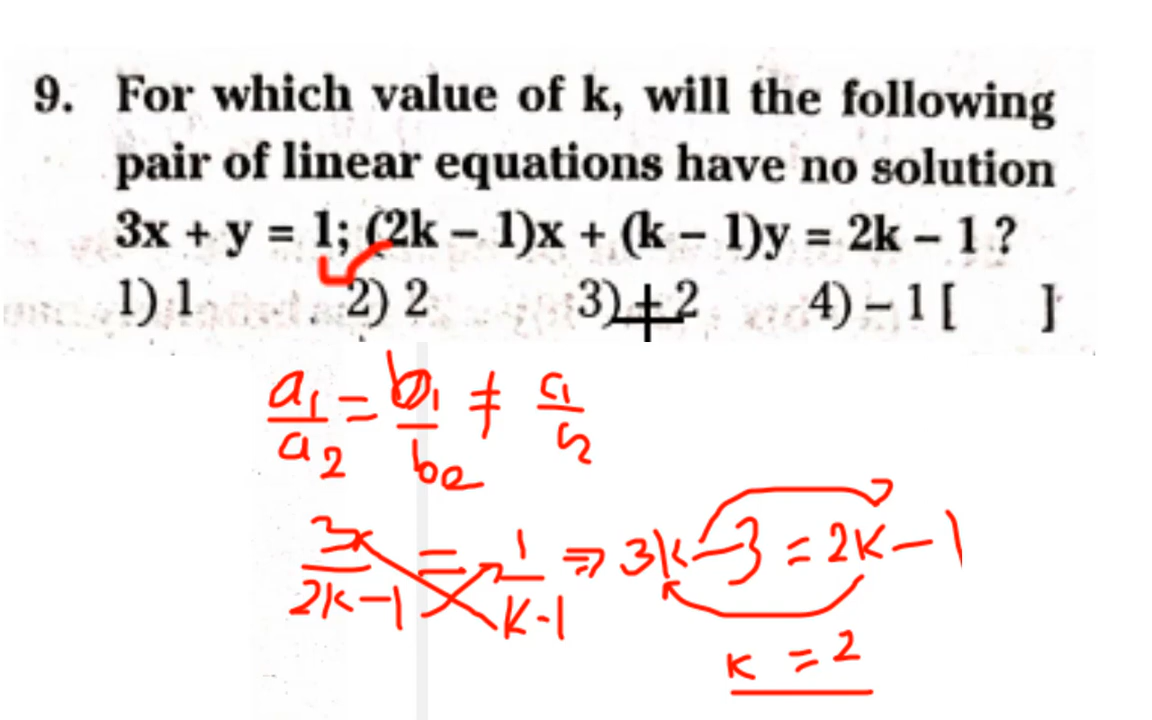 9. For which value of k, will the following
pair of linear equations have no solution
3x + y = 1; (2k – 1)x + (k – 1)y = 2k – 1 ?
1) 1 2) 2 3) + 2 4) – 1 [ ]
a1/a2 = b1/b2 ≠ c1/c2
3x/2k-1 = 1/k-1 ⇒ 3k-3 = 2k-1
k = 2